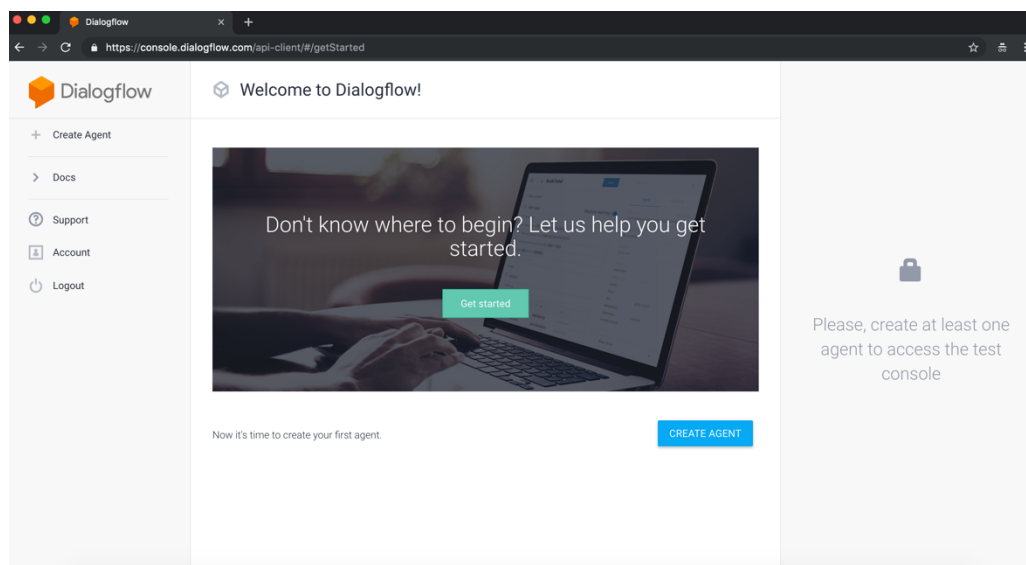 Dialogflow
https://console.dialogflow.com/api-client/#/getStarted
Dialogflow
Create Agent
Docs
Support
Account
Logout
Welcome to Dialogflow!
Don't know where to begin? Let us help you get
started.
Get started
Now it's time to create your first agent.
CREATE AGENT
Please, create at least one
agent to access the test
console